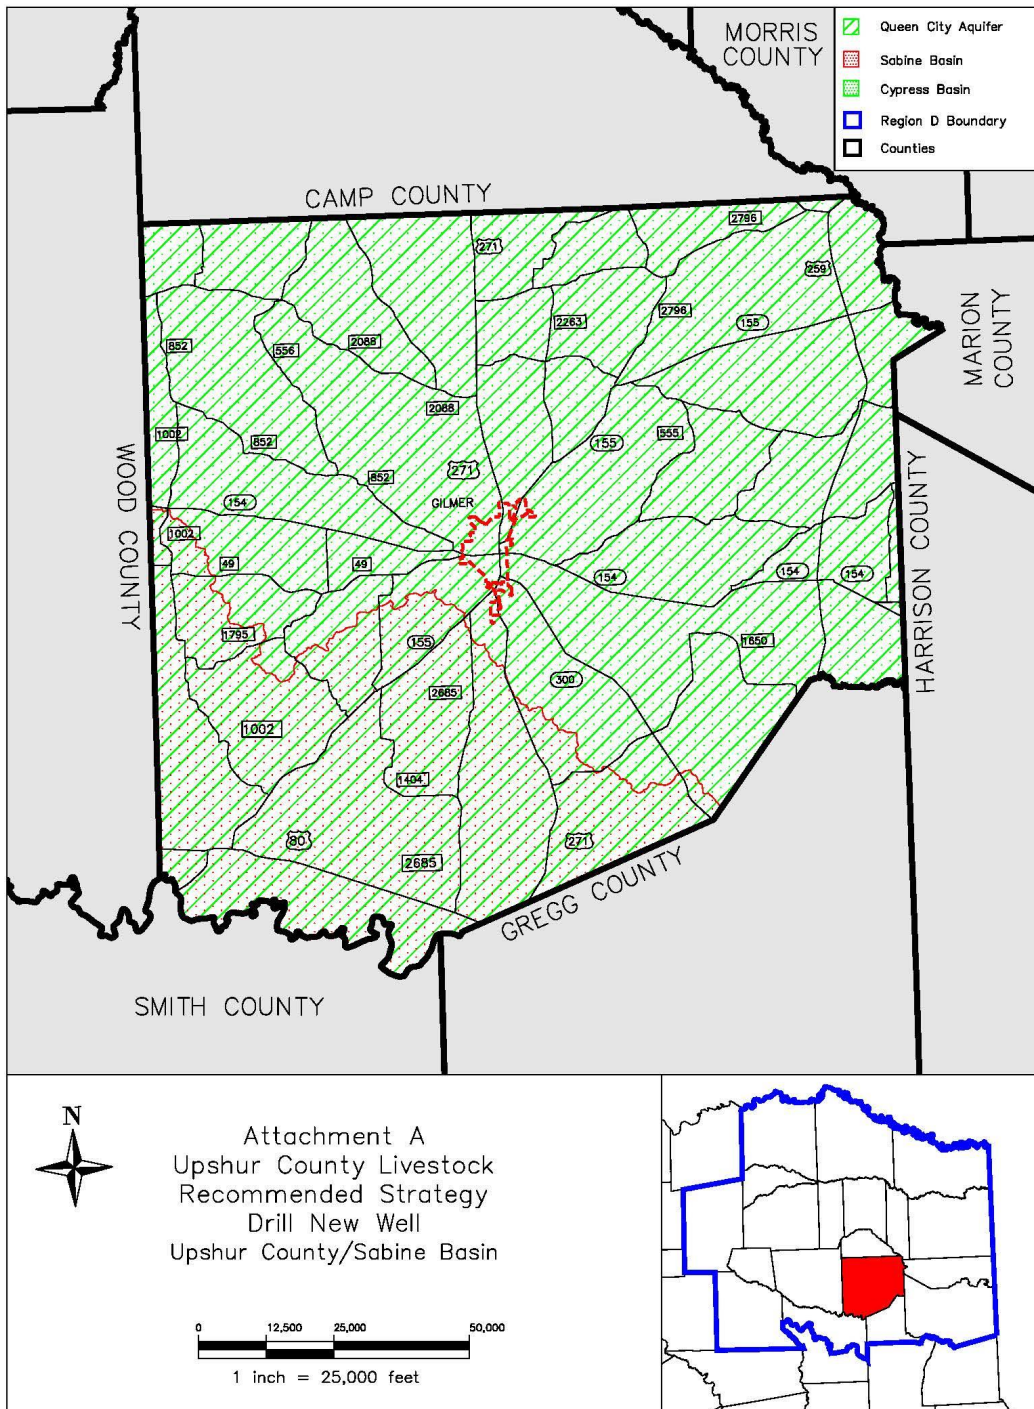 MORRIS
COUNTY
Queen City Aquifer
Sabine Basin
Cypress Basin
Region D Boundary
Counties
CAMP COUNTY
2796
271
259
2263
2796
155
852
556
2088
MARION
COUNTY
2088
1002
852
155
555
271
852
WOOD COUNTY
154
GILMER
HARRISON COUNTY
1002
49
49
154
154
154
1795
155
1650
300
2685
1002
1404
80
2685
271
GREGG COUNTY
SMITH COUNTY
N
Attachment A
Upshur County Livestock
Recommended Strategy
Drill New Well
Upshur County/Sabine Basin
0 12,500 25,000 50,000
1 inch = 25,000 feet